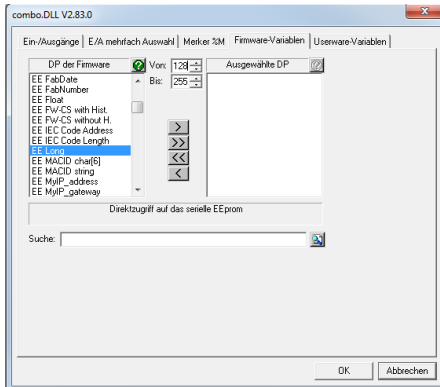 combo.DLL V2.83.0
Ein-/Ausgänge E/A mehrfach Auswahl Merker %M Firmware-Variablen Userware-Variablen
DP der Firmware Von: 128 Ausgewählte DP
Bis: 255
EE FabDate
EE FabNumber
EE Float
EE FW-CS with Hist.
EE FW-CS without H.
EE IEC Code Address
EE IEC Code Length
EE Long
EE MACID char[6]
EE MACID string
EE MyIP_address
EE MyIP_gateway
>
>>
<<
<
Direktzugriff auf das serielle EEprom
Suche:
OK Abbrechen